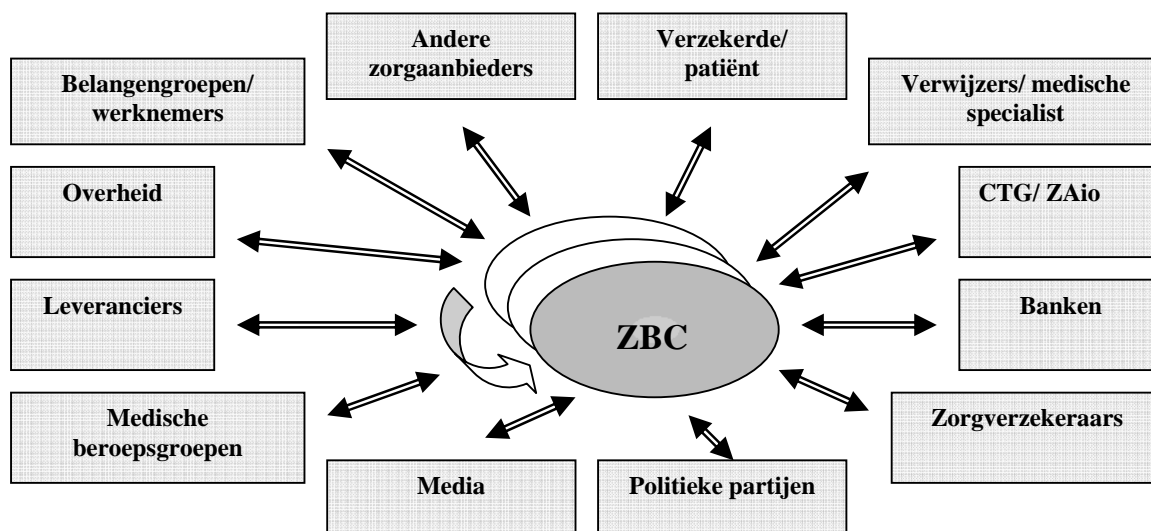 Andere
zorgaanbieders
Verzekerde/
patiënt
Belangengroepen/
werknemers
Verwijzers/ medische
specialist
Overheid
CTG/ ZAio
Leveranciers
Banken
ZBC
Medische
beroepsgroepen
Zorgverzekeraars
Media
Politieke partijen